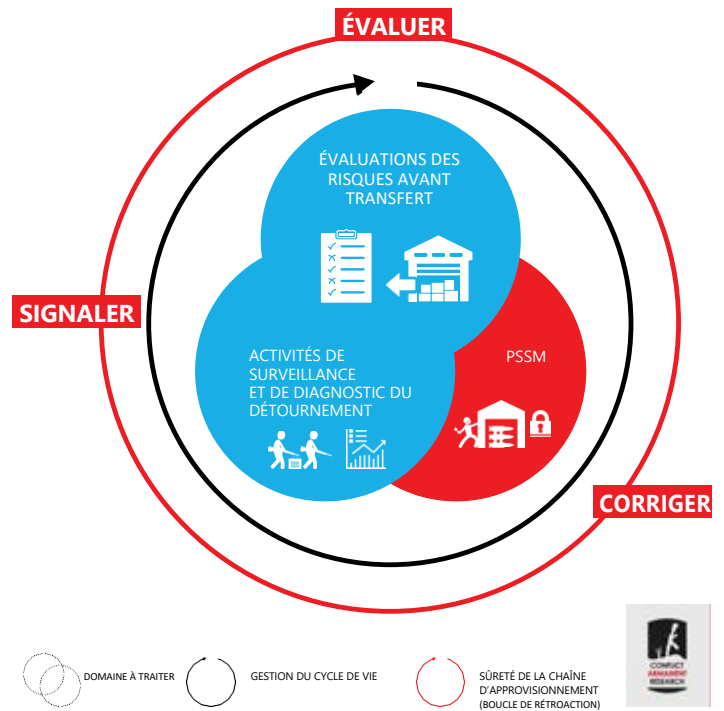 ÉVALUER
ÉVALUATIONS DES
RISQUES AVANT
TRANSFERT
SIGNALER
ACTIVITÉS DE
SURVEILLANCE
ET DE DIAGNOSTIC DU
DÉTOURNEMENT
PSSM
CORRIGER
DOMAINE À TRAITER
GESTION DU CYCLE DE VIE
SÛRETÉ DE LA CHAÎNE
D'APPROVISIONNEMENT
(BOUCLE DE RÉTROACTION)
CONFLICT
ARMAMENT
RESEARCH